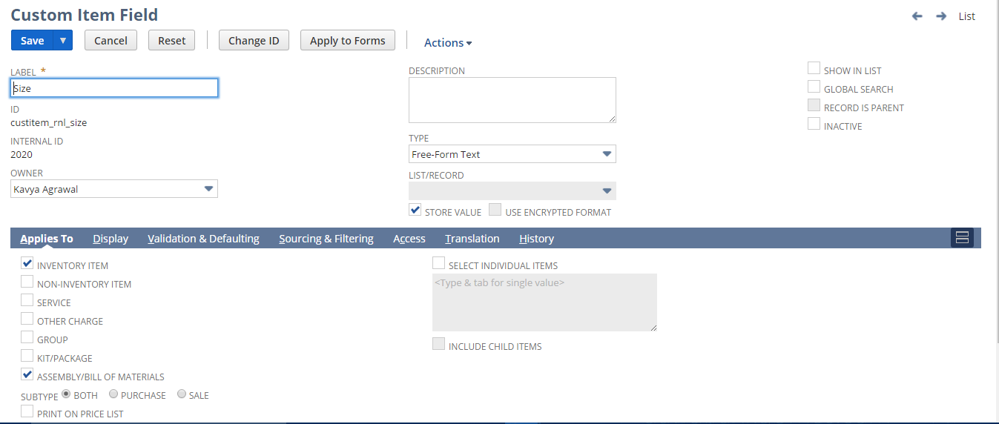 Custom Item Field
List
Save
Cancel
Reset
Change ID
Apply to Forms
Actions
LABEL *
Size
ID
custitem_rnl_size
INTERNAL ID
2020
OWNER
Kavya Agrawal
DESCRIPTION
TYPE
Free-Form Text
LIST/RECORD
STORE VALUE USE ENCRYPTED FORMAT
SHOW IN LIST
GLOBAL SEARCH
RECORD IS PARENT
INACTIVE
Applies To Display Validation & Defaulting Sourcing & Filtering Access Translation History
INVENTORY ITEM
NON-INVENTORY ITEM
SERVICE
OTHER CHARGE
GROUP
KIT/PACKAGE
ASSEMBLY/BILL OF MATERIALS
SUBTYPE BOTH PURCHASE SALE
PRINT ON PRICE LIST
SELECT INDIVIDUAL ITEMS
<Type & tab for single value>
INCLUDE CHILD ITEMS